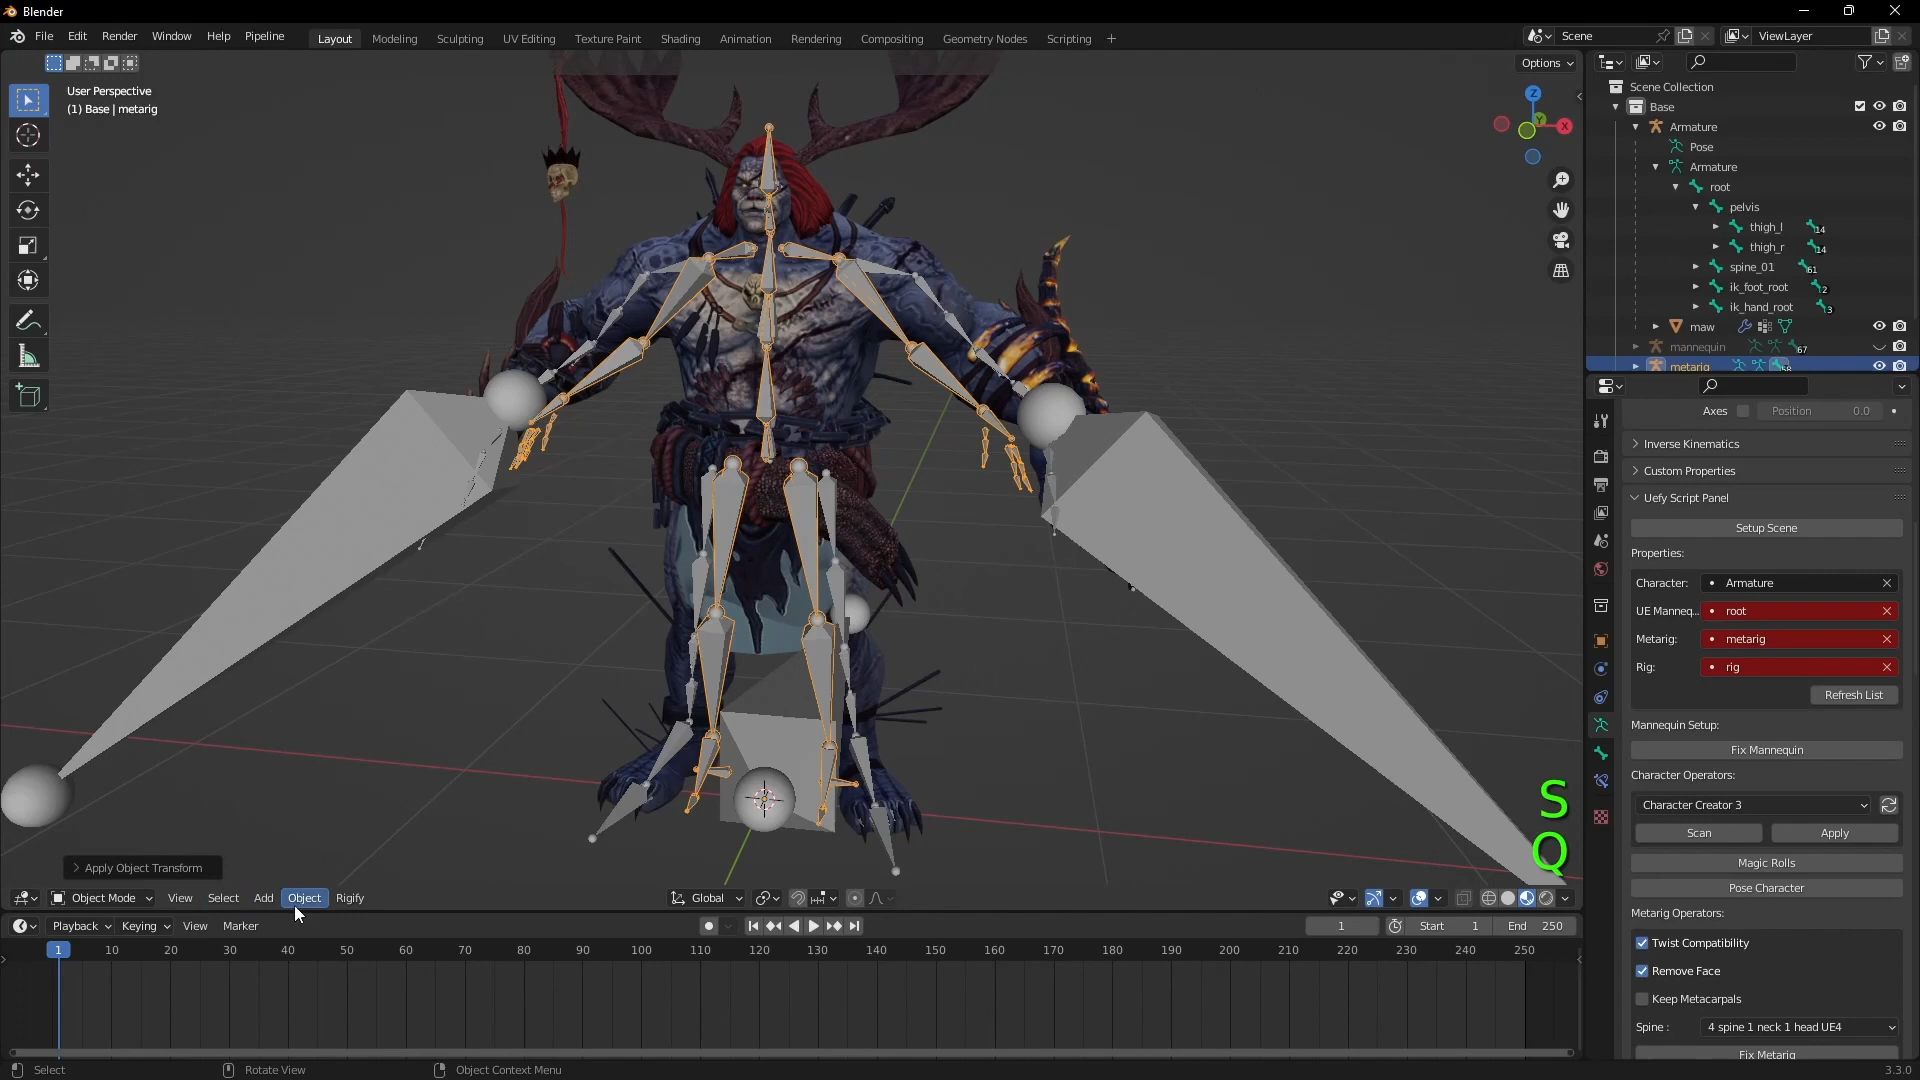 Blender
File Edit Render Window Help Pipeline
Layout Modeling Sculpting UV Editing Texture Paint Shading Animation Rendering Compositing Geometry Nodes Scripting +
Scene
ViewLayer
Options
User Perspective
(1) Base | metarig
Z
Y
X
Scene Collection
Base
Armature
Pose
Armature
root
pelvis
thigh_l 14
thigh_r 14
spine_01 61
ik_foot_root 2
ik_hand_root 3
maw
mannequin 67
metarig 58
Axes Position 0.0
Inverse Kinematics
Custom Properties
Uefy Script Panel
Setup Scene
Properties:
Character: Armature
UE Manneq... root
Metarig: metarig
Rig: rig
Refresh List
Mannequin Setup:
Fix Mannequin
Character Operators:
Character Creator 3
Scan Apply
Magic Rolls
Pose Character
Metarig Operators:
Twist Compatibility
Remove Face
Keep Metacarpals
Spine : 4 spine 1 neck 1 head UE4
Fix Metarig
S
Q
Apply Object Transform
Object Mode View Select Add Object Rigify
Global
Playback Keying View Marker
1 Start 1 End 250
1 10 20 30 40 50 60 70 80 90 100 110 120 130 140 150 160 170 180 190 200 210 220 230 240 250
Select Rotate View Object Context Menu
3.3.0